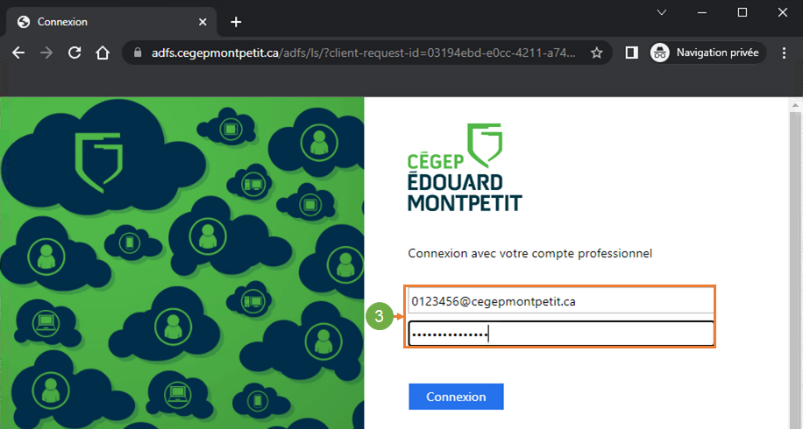 Connexion
adfs.cegepmontpetit.ca/adfs/ls/?client-request-id=03194ebd-e0cc-4211-a74...
Navigation privée
CÉGEP
ÉDOUARD
MONTPETIT
Connexion avec votre compte professionnel
0123456@cegepmontpetit.ca
3
••••••••••••••
Connexion